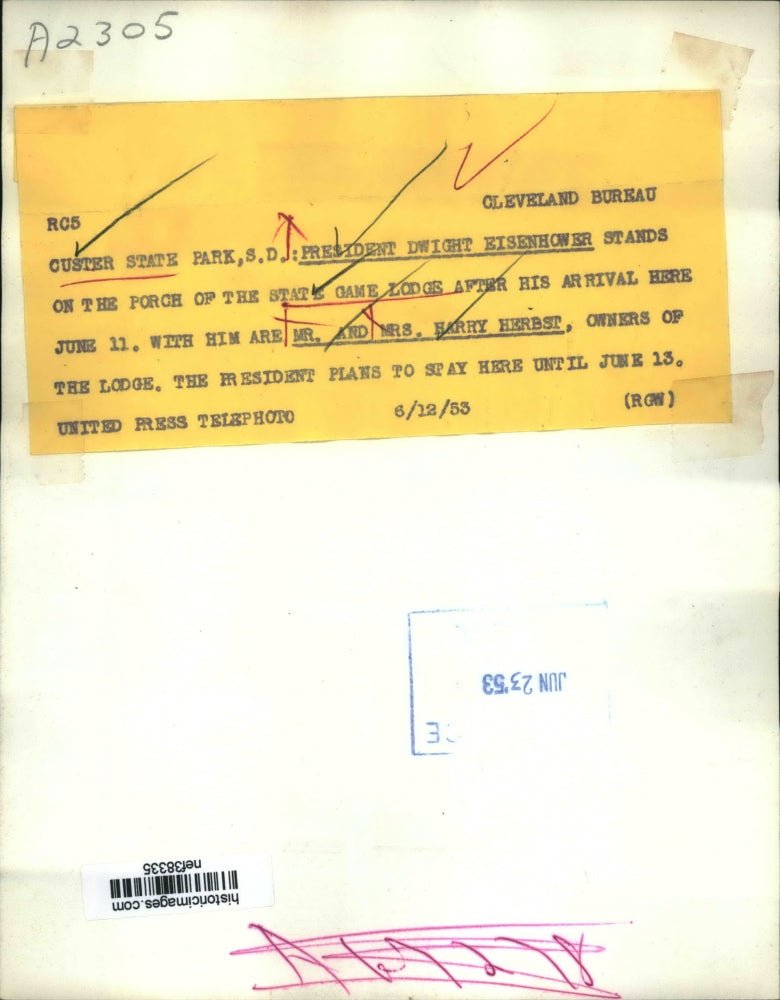 A2305
CLEVELAND BUREAU
RC5
CUSTER STATE PARK,S.D.:PRESIDENT DWIGHT EISENHOWER STANDS
ON THE PORCH OF THE STATE GAME LODGE AFTER HIS ARRIVAL HERE
JUNE 11. WITH HIM ARE MR. AND MRS. HARRY HERBST, OWNERS OF
THE LODGE. THE PRESIDENT PLANS TO STAY HERE UNTIL JUNE 13.
UNITED PRESS TELEPHOTO 6/12/53 (RGW)
JUN 23'53
historicimages.com
nef38335